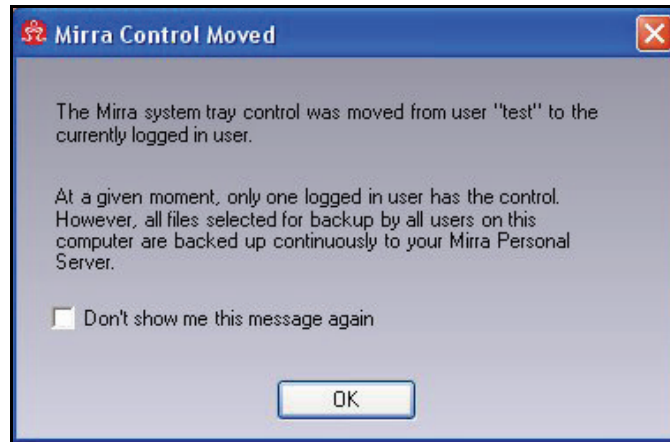 Mirra Control Moved
The Mirra system tray control was moved from user "test" to the
currently logged in user.
At a given moment, only one logged in user has the control.
However, all files selected for backup by all users on this
computer are backed up continuously to your Mirra Personal
Server.
Don't show me this message again
OK